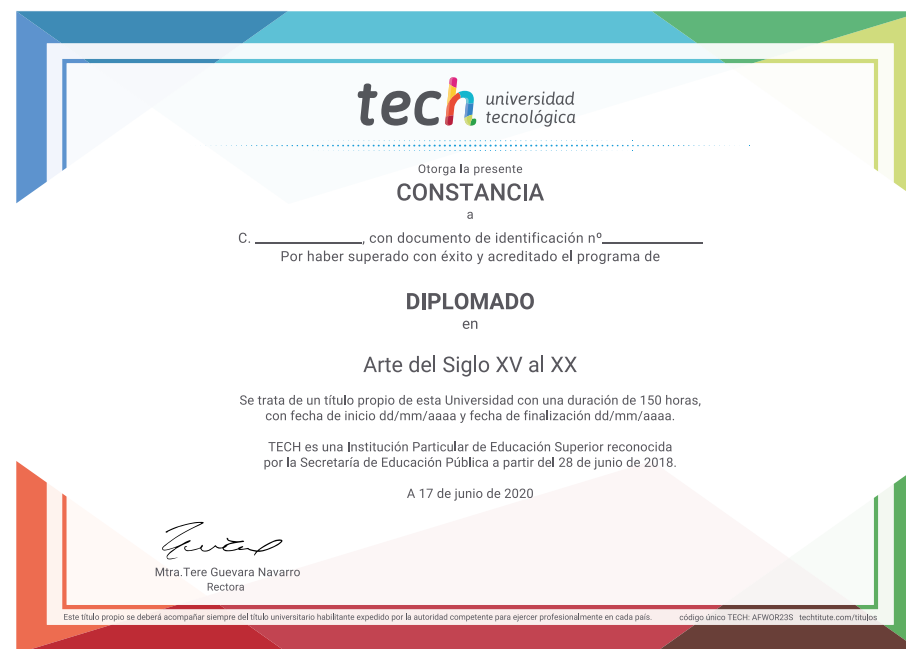 tech universidad
tecnológica
Otorga la presente
CONSTANCIA
a
C. ______________, con documento de identificación nº_____________
Por haber superado con éxito y acreditado el programa de
DIPLOMADO
en
Arte del Siglo XV al XX
Se trata de un título propio de esta Universidad con una duración de 150 horas,
con fecha de inicio dd/mm/aaaa y fecha de finalización dd/mm/aaaa.
TECH es una Institución Particular de Educación Superior reconocida
por la Secretaría de Educación Pública a partir del 28 de junio de 2018.
A 17 de junio de 2020
Mtra.Tere Guevara Navarro
Rectora
Este título propio se deberá acompañar siempre del título universitario habilitante expedido por la autoridad competente para ejercer profesionalmente en cada país. código único TECH: AFWOR23S techtitute.com/titulos